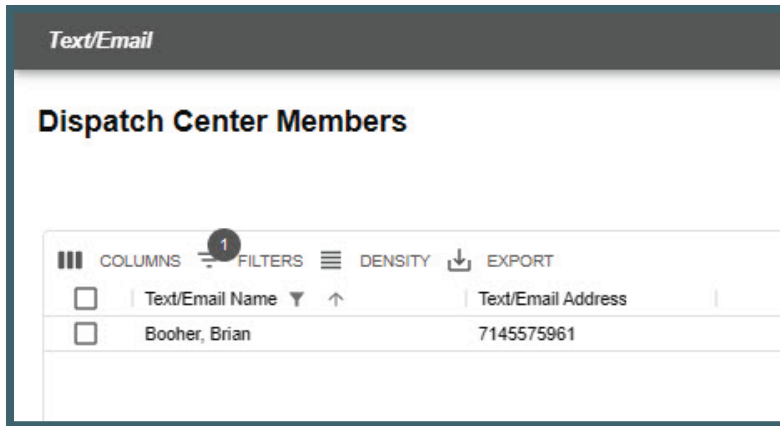 Text/Email
Dispatch Center Members
COLUMNS 1 FILTERS DENSITY EXPORT
Text/Email Name Text/Email Address
Booher, Brian 7145575961